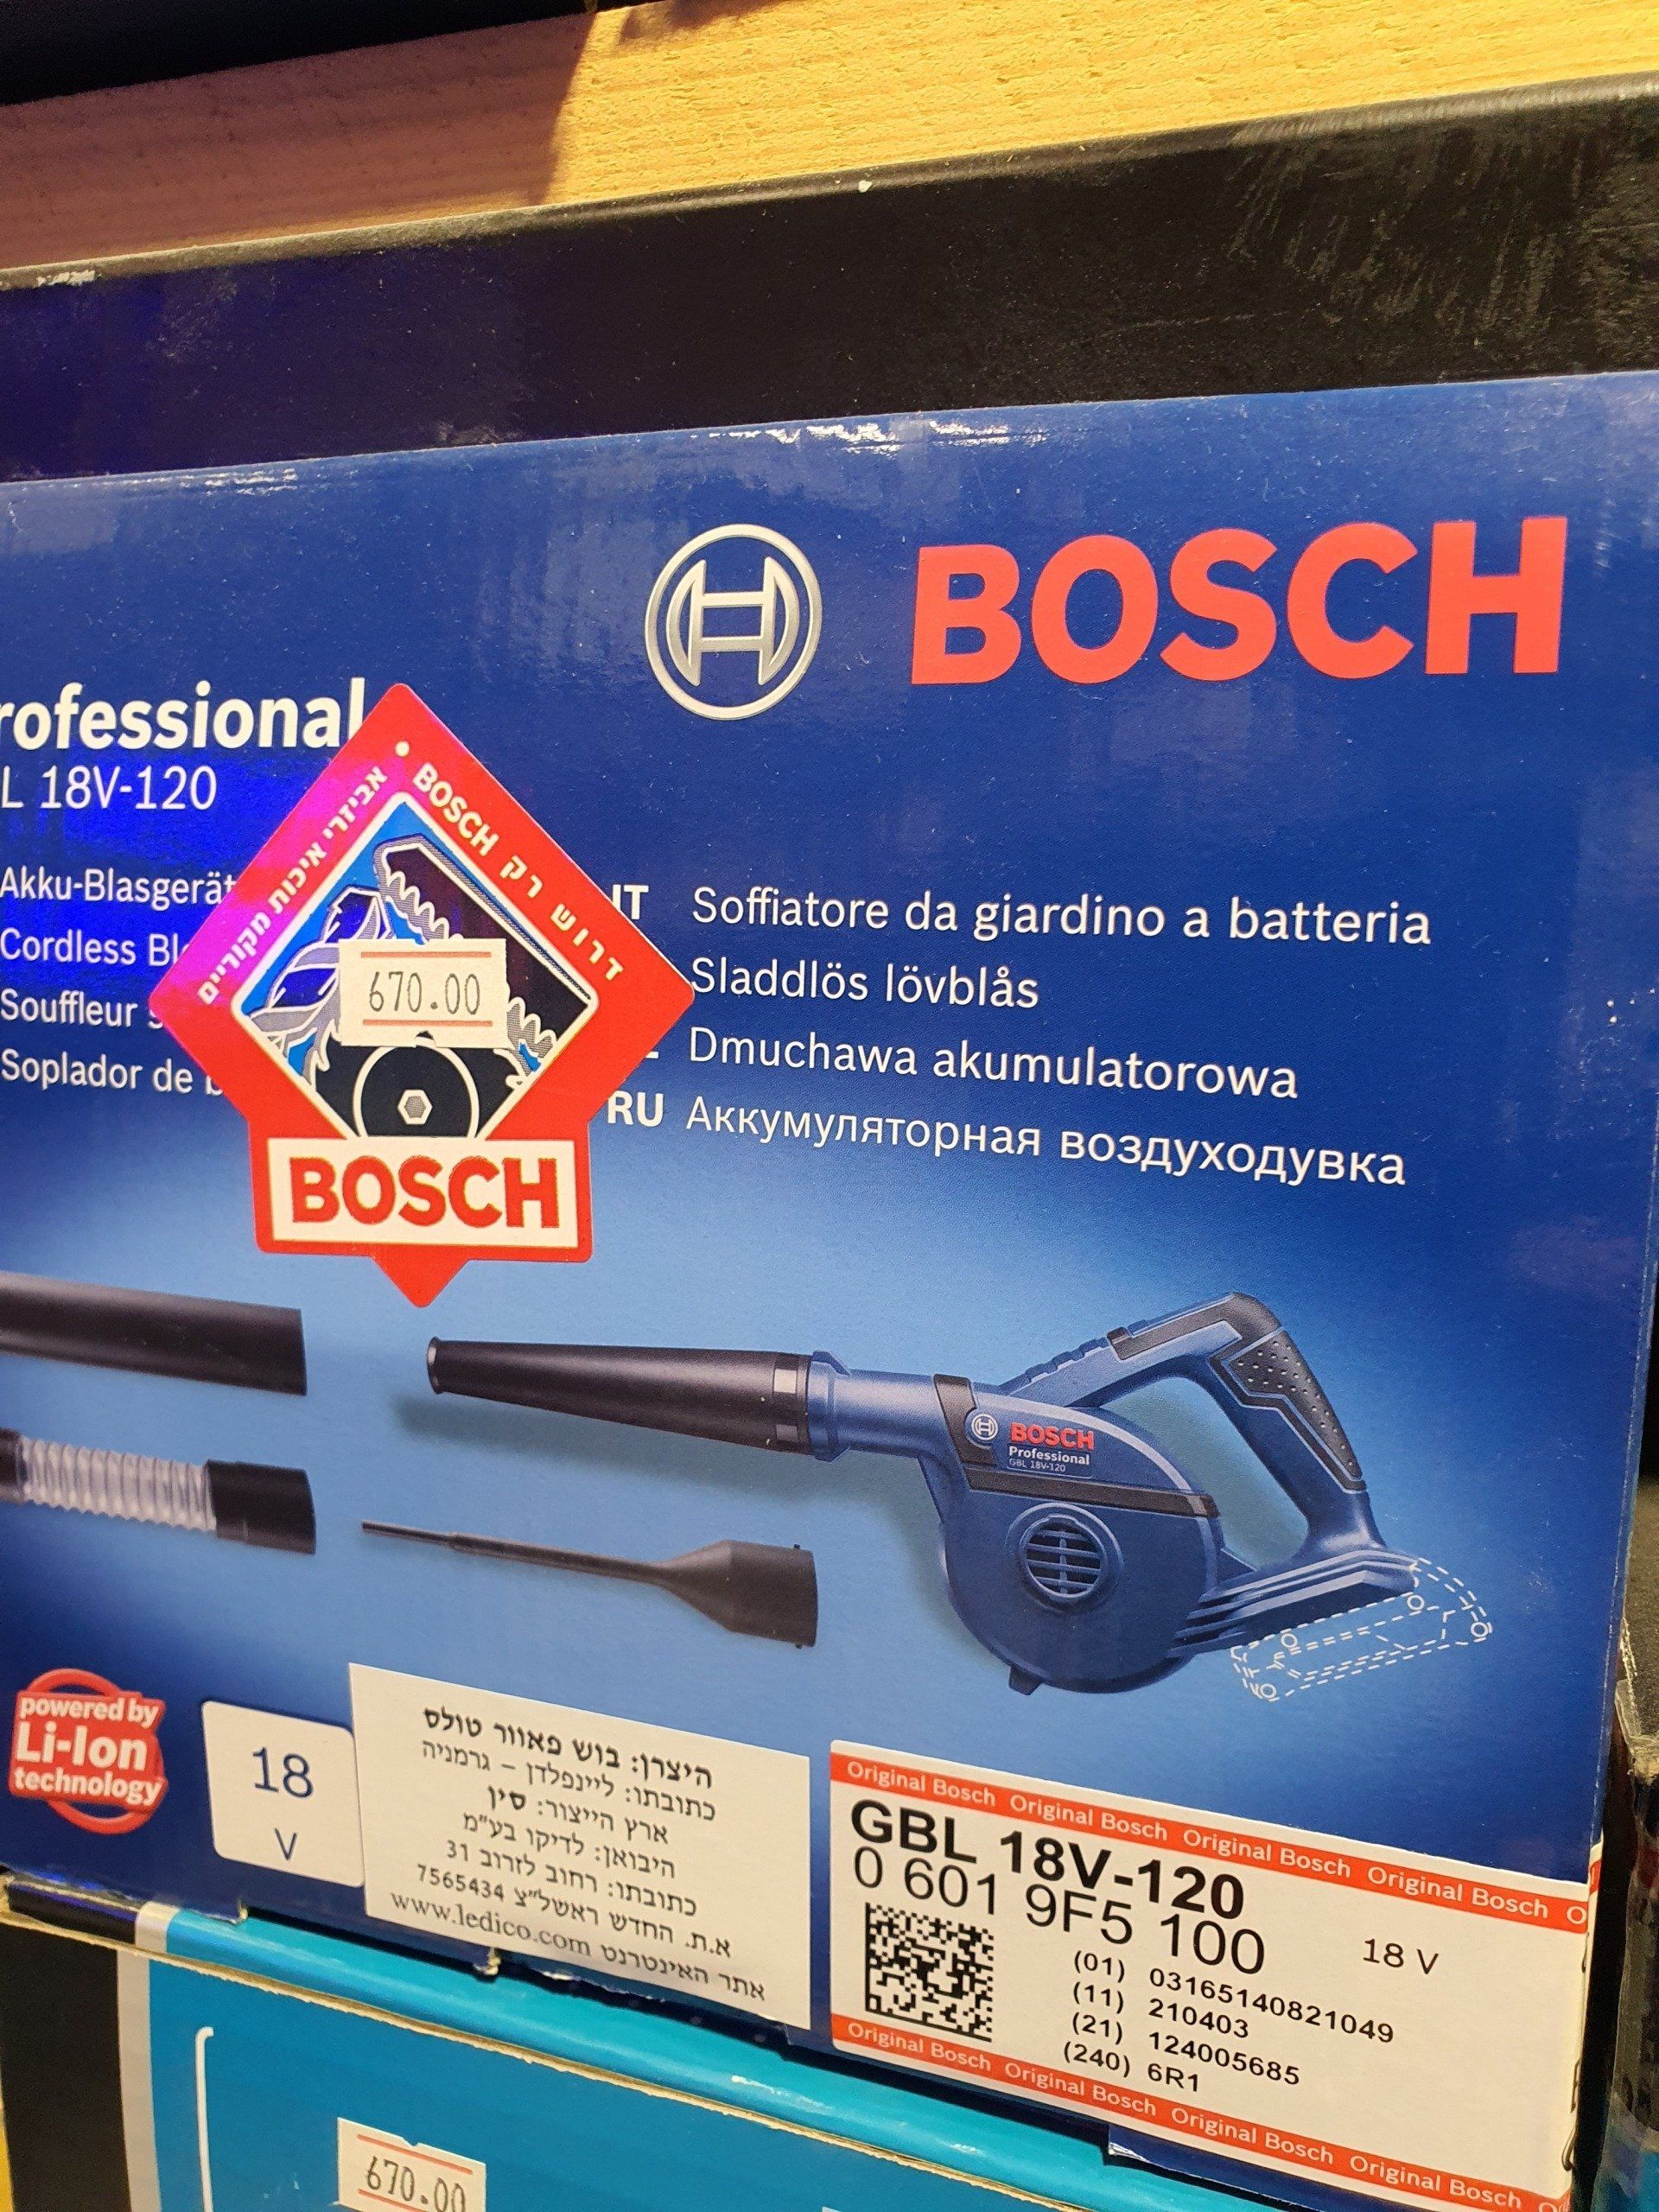 BOSCH
rofessional
L 18V-120
אביזרי איכות מקוריים • דרוש רק BOSCH
670.00
BOSCH
Akku-Blasgerät
Cordless
Souffleur
Soplador de
IT Soffiatore da giardino a batteria
Sladdlös lövblås
Dmuchawa akumulatorowa
RU Аккумуляторная воздуходувка
BOSCH
Professional
GBL 18V-120
powered by
Li-Ion
technology
18
V
היצרן: בוש פאוור טולס
כתובתו: ליינפלדן – גרמניה
ארץ הייצור: סין
היבואן: לדיקו בע"מ
כתובתו: רחוב לזרוב 31
א.ת. החדש ראשל"צ 7565434
אתר האינטרנט www.ledico.com
Original Bosch Original Bosch Original Bosch Original Bosch O
GBL 18V-120
0 601 9F5 100
18 V
(01) 03165140821049
(11) 210403
(21) 124005685
(240) 6R1
Original Bosch Original Bosch Original Bosch Original Bosch O
670.00